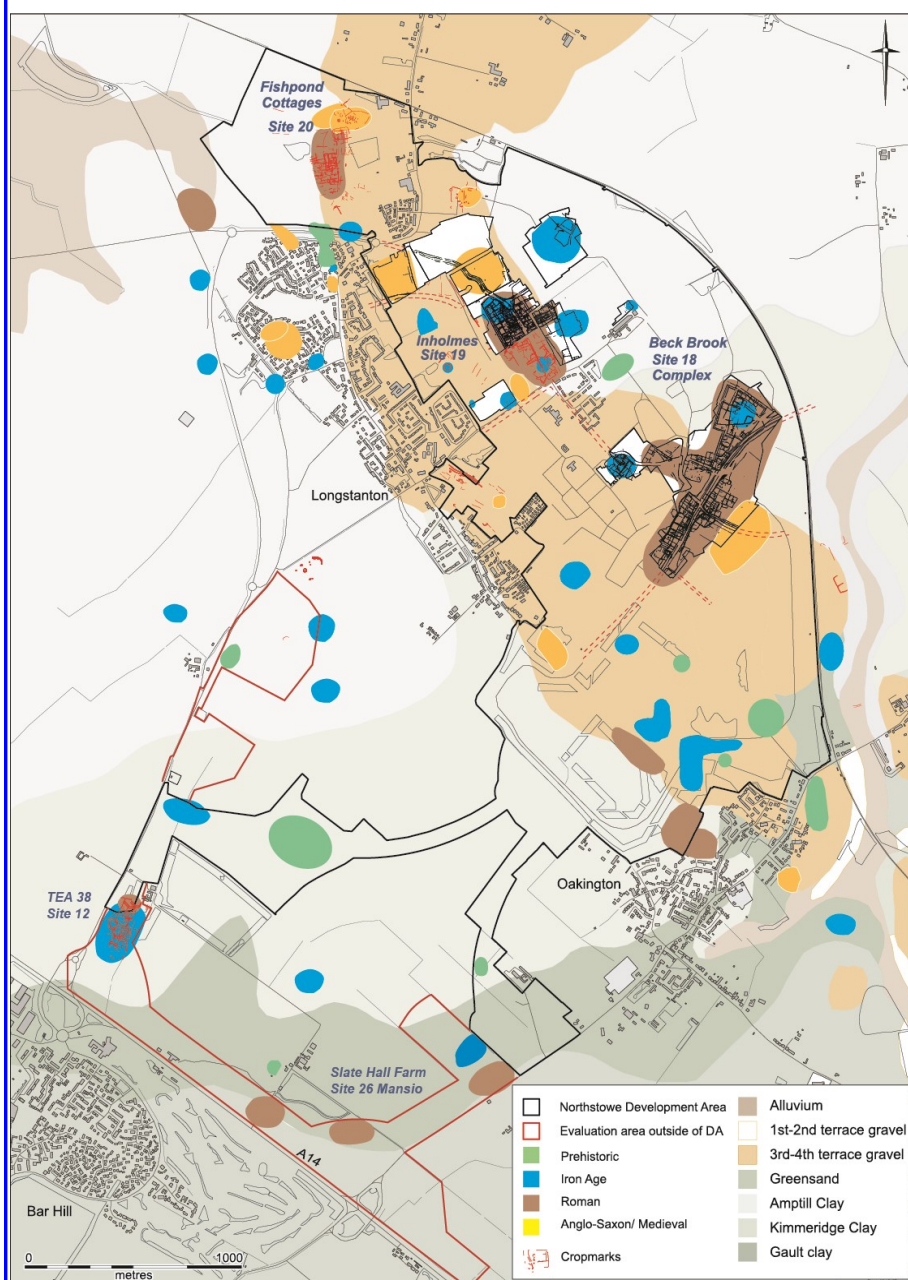 Fishpond
Cottages
Site 20
Inholmes
Site 19
Beck Brook
Site 18
Complex
Longstanton
TEA 38
Site 12
Oakington
Slate Hall Farm
Site 26 Mansio
A14
Bar Hill
0 1000
metres
Northstowe Development Area
Evaluation area outside of DA
Prehistoric
Iron Age
Roman
Anglo-Saxon/ Medieval
Cropmarks
Alluvium
1st-2nd terrace gravel
3rd-4th terrace gravel
Greensand
Amptill Clay
Kimmeridge Clay
Gault clay